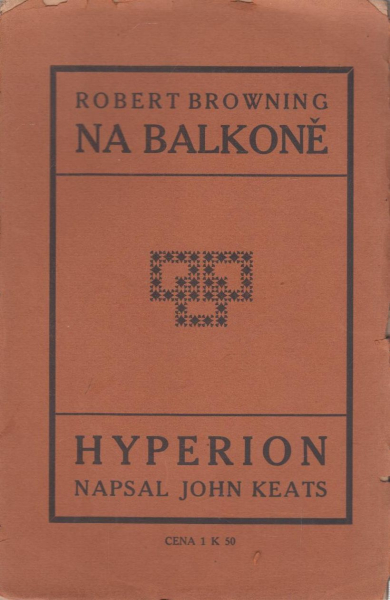 ROBERT BROWNING
NA BALKONĚ
HYPERION
NAPSAL JOHN KEATS
CENA 1 K 50